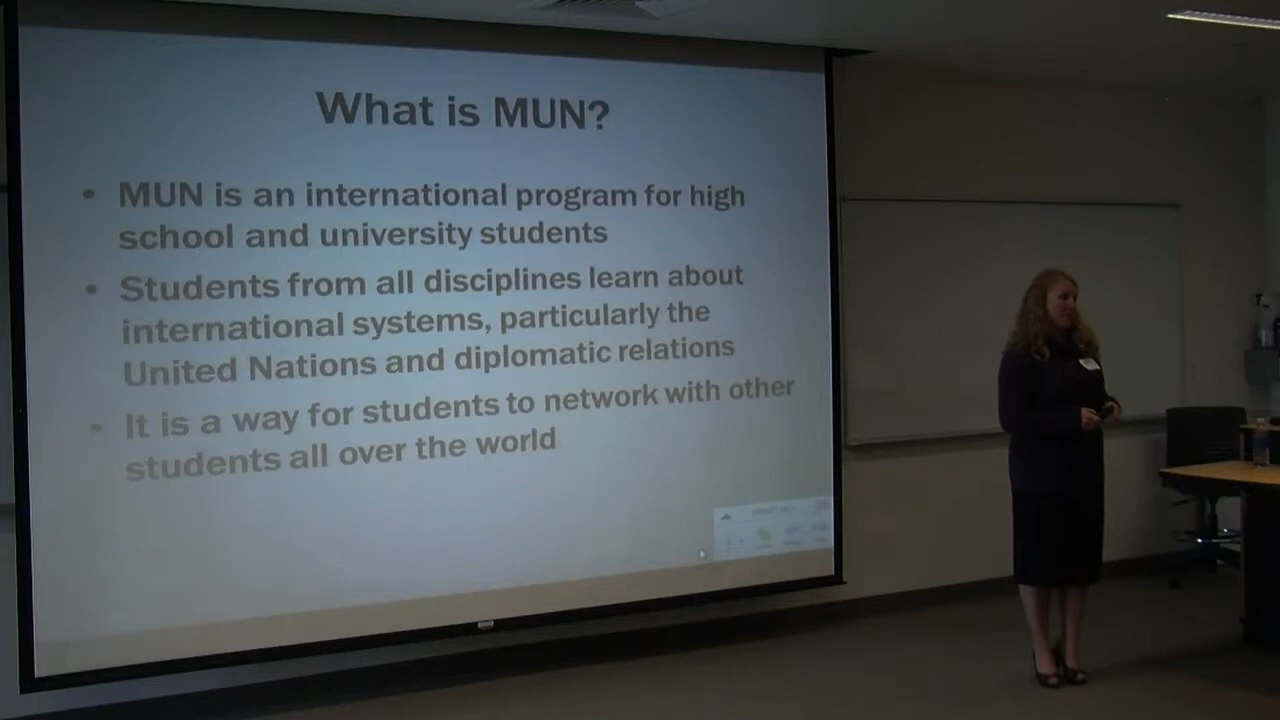 What is MUN?
• MUN is an international program for high
school and university students
• Students from all disciplines learn about
international systems, particularly the
United Nations and diplomatic relations
• It is a way for students to network with other
students all over the world